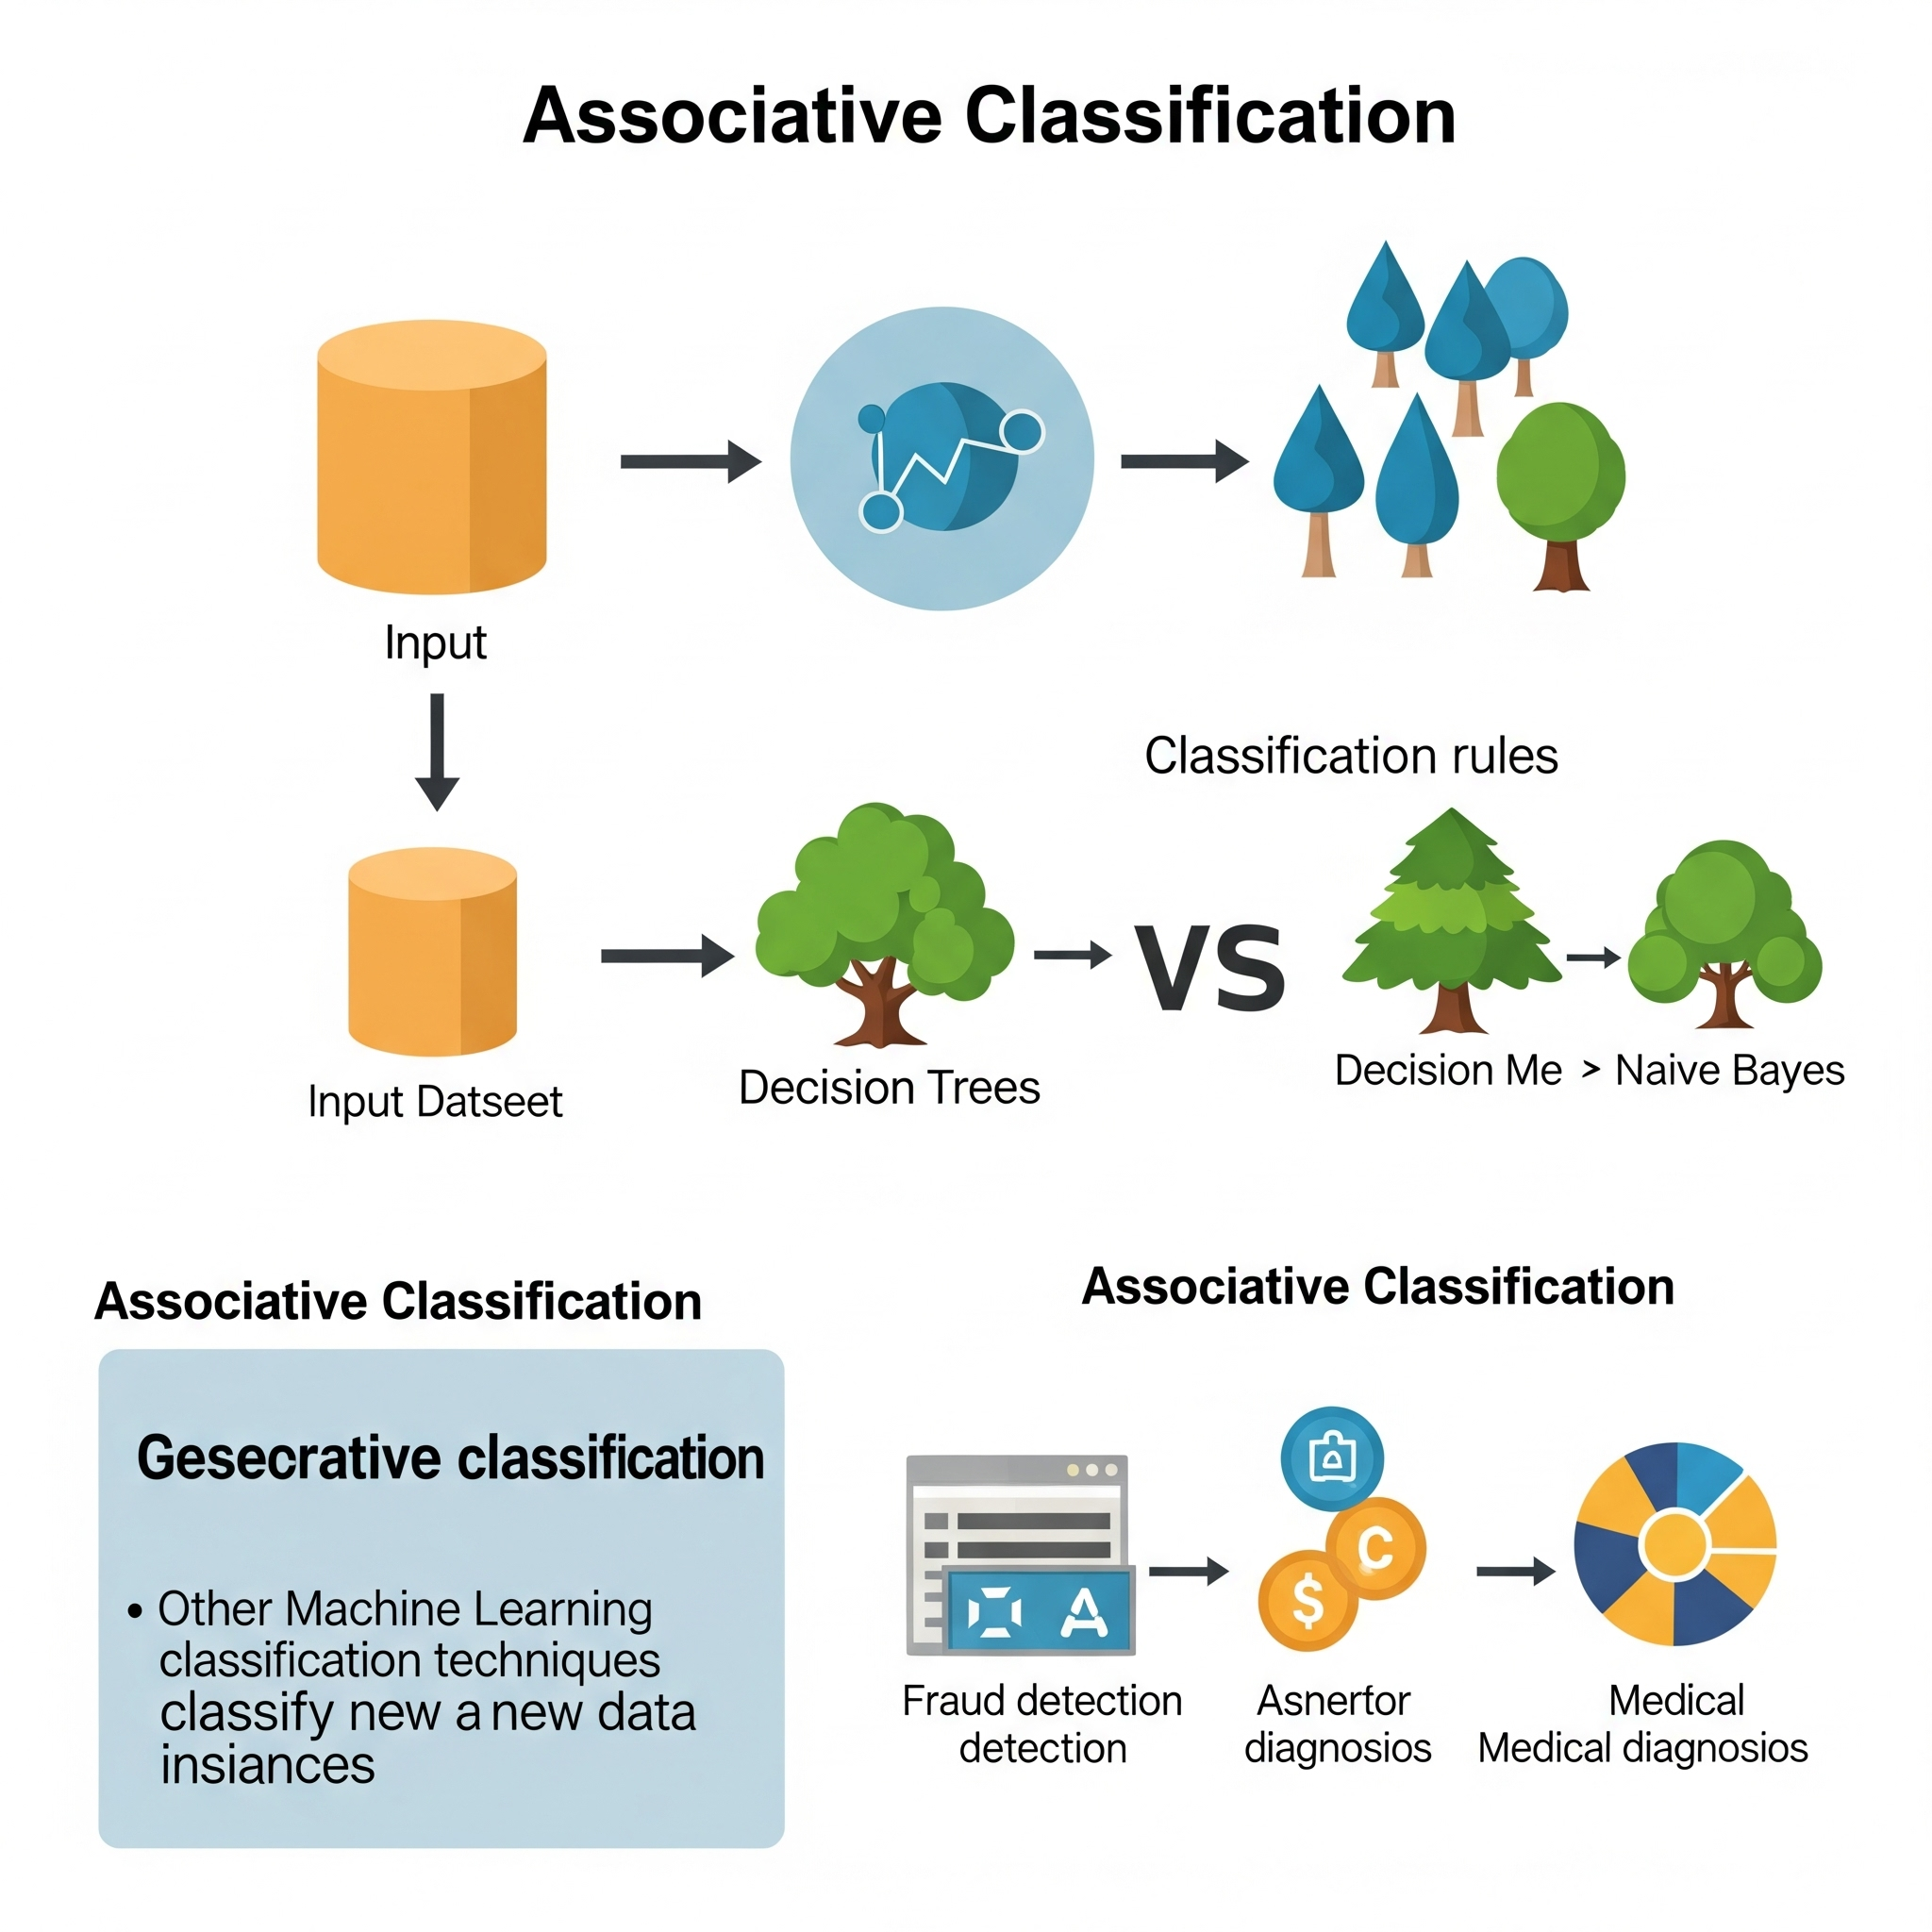 Associative Classification
Input
Classification rules
VS
Input Datseet
Decision Trees
Decision Me > Naive Bayes
Associative Classification
Gesecrative classification
• Other Machine Learning
classification techniques
classify new a new data
insiances
Associative Classification
A
C
$
Fraud detection
detection
Asnertor
diagnosios
Medical
Medical diagnosios